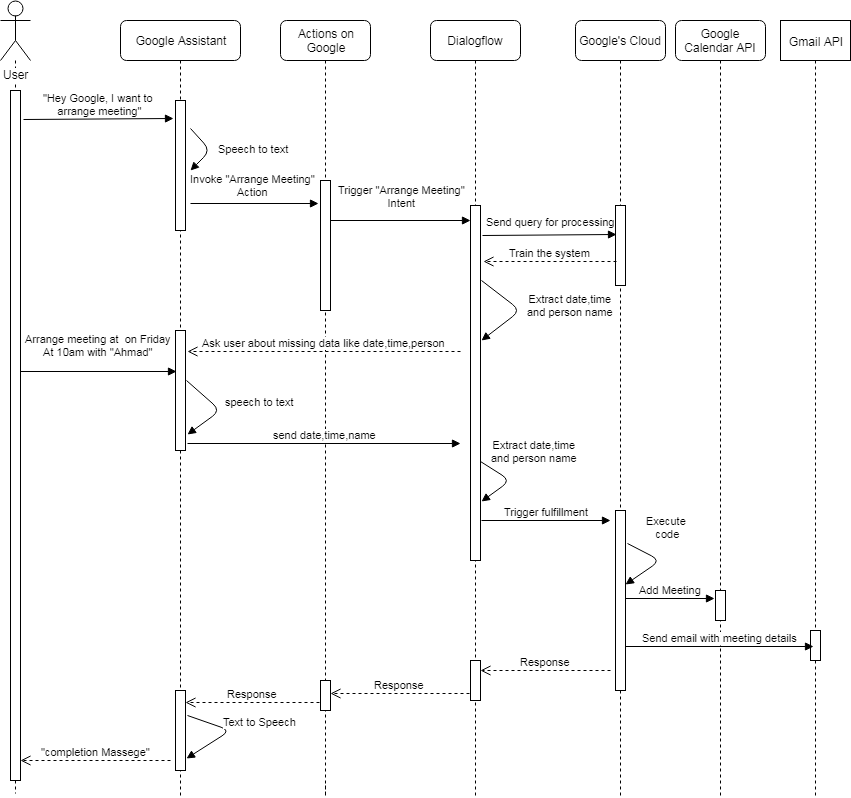 Google Assistant
Actions on
Google
Dialogflow
Google's Cloud
Google
Calendar API
Gmail API
User
"Hey Google, I want to
arrange meeting"
Speech to text
Invoke "Arrange Meeting"
Action
Trigger "Arrange Meeting"
Intent
Send query for processing
Train the system
Extract date,time
and person name
Arrange meeting at  on Friday
At 10am with "Ahmad"
Ask user about missing data like date,time,person
speech to text
send date,time,name
Extract date,time
and person name
Trigger fulfillment
Execute
code
Add Meeting
Send email with meeting details
Response
Response
Response
Text to Speech
"completion Massege"